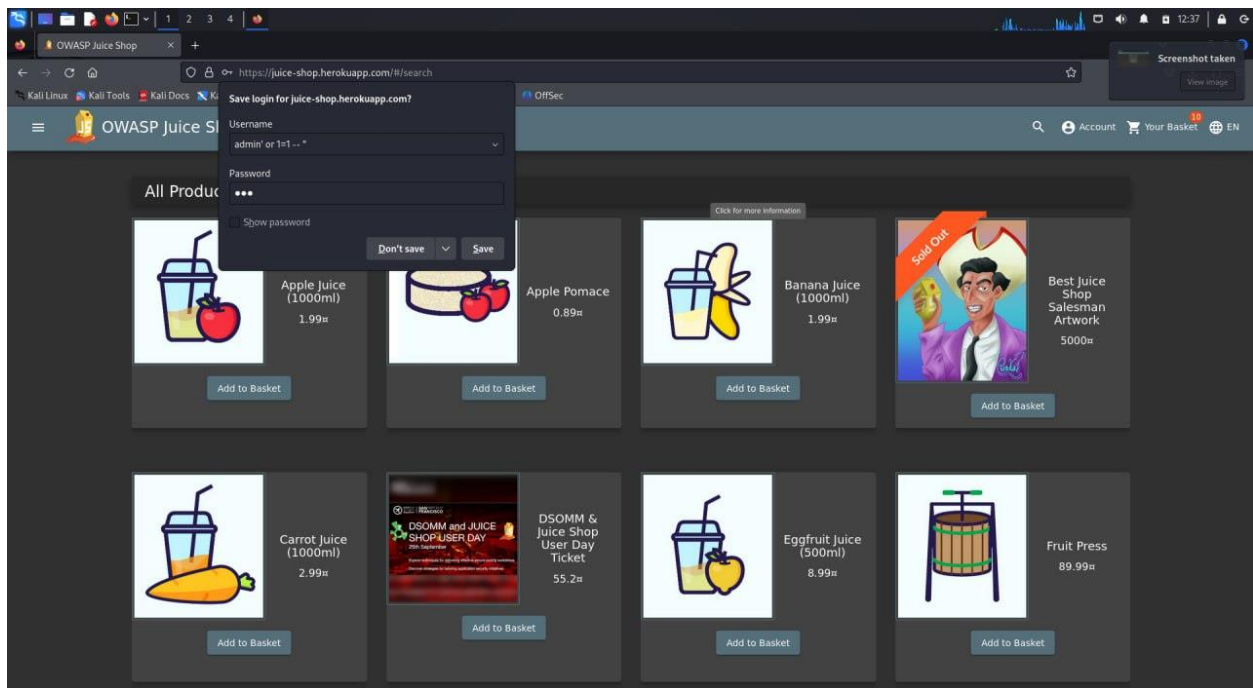 1 2 3 4
12:37
OWASP Juice Shop
Screenshot taken
View image
https://juice-shop.herokuapp.com/#/search
Kali Linux Kali Tools Kali Docs OffSec
Save login for juice-shop.herokuapp.com?
Username
admin' or 1=1 -- "
Password
Show password
Don't save Save
OWASP Juice
Account Your Basket 10 EN
All
Click for more information
Apple Juice
(1000ml)
1.99¤
Add to Basket
Apple Pomace
0.89¤
Add to Basket
Banana Juice
(1000ml)
1.99¤
Add to Basket
Sold Out
Best Juice
Shop
Salesman
Artwork
5000¤
Add to Basket
Carrot Juice
(1000ml)
2.99¤
Add to Basket
DSOMM and JUICE
SHOP USER DAY
DSOMM &
Juice Shop
User Day
Ticket
55.2¤
Add to Basket
Eggfruit Juice
(500ml)
8.99¤
Add to Basket
Fruit Press
89.99¤
Add to Basket